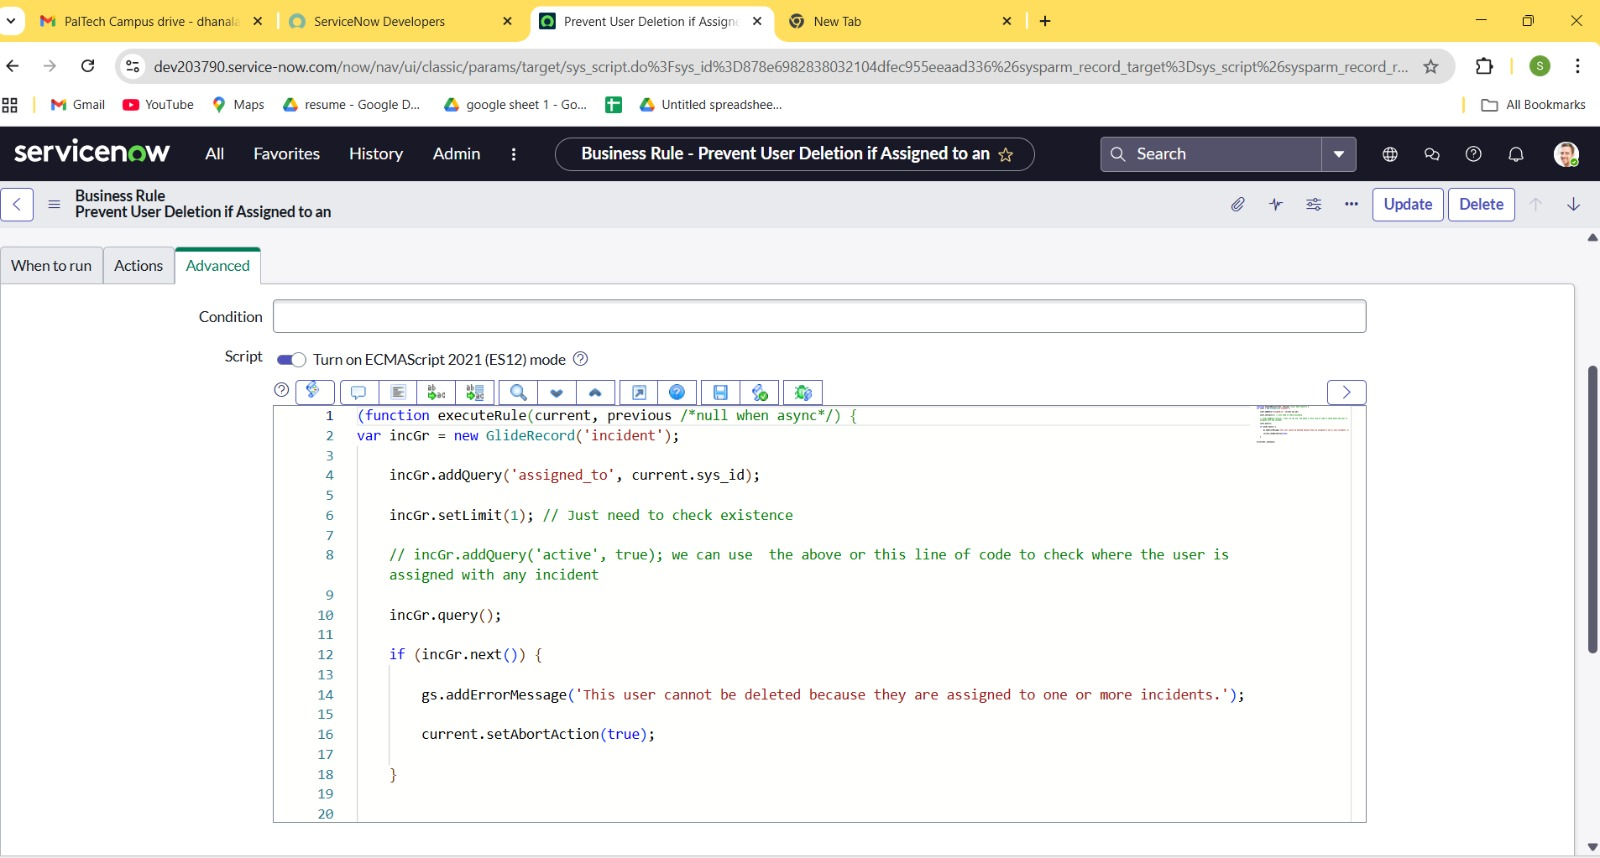 PalTech Campus drive - dhanala
ServiceNow Developers
Prevent User Deletion if Assigne
New Tab
dev203790.service-now.com/now/nav/ui/classic/params/target/sys_script.do%3Fsys_id%3D878e6982838032104dfec955eeaad336%26sysparm_record_target%3Dsys_script%26sysparm_record_r...
S
Gmail
YouTube
Maps
resume - Google D...
google sheet 1 - Go...
Untitled spreadshee...
All Bookmarks
servicenow
All
Favorites
History
Admin
Business Rule - Prevent User Deletion if Assigned to an
Search
Business Rule
Prevent User Deletion if Assigned to an
Update
Delete
When to run
Actions
Advanced
Condition
Script
Turn on ECMAScript 2021 (ES12) mode
1 (function executeRule(current, previous /*null when async*/) {
2 var incGr = new GlideRecord('incident');
3
4 incGr.addQuery('assigned_to', current.sys_id);
5
6 incGr.setLimit(1); // Just need to check existence
7
8 // incGr.addQuery('active', true); we can use  the above or this line of code to check where the user is
assigned with any incident
9
10 incGr.query();
11
12 if (incGr.next()) {
13
14 gs.addErrorMessage('This user cannot be deleted because they are assigned to one or more incidents.');
15
16 current.setAbortAction(true);
17
18 }
19
20